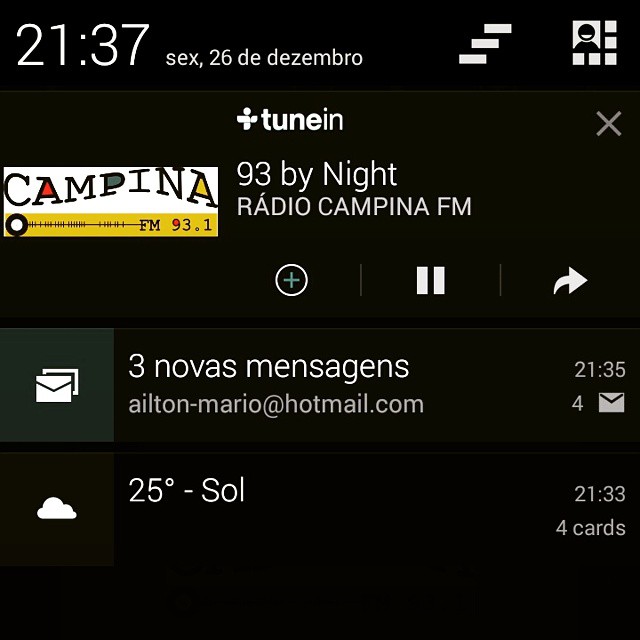 21:37 sex, 26 de dezembro
tunein
CAMPINA
FM 93.1
93 by Night
RÁDIO CAMPINA FM
3 novas mensagens 21:35
ailton-mario@hotmail.com 4
25° - Sol 21:33
4 cards